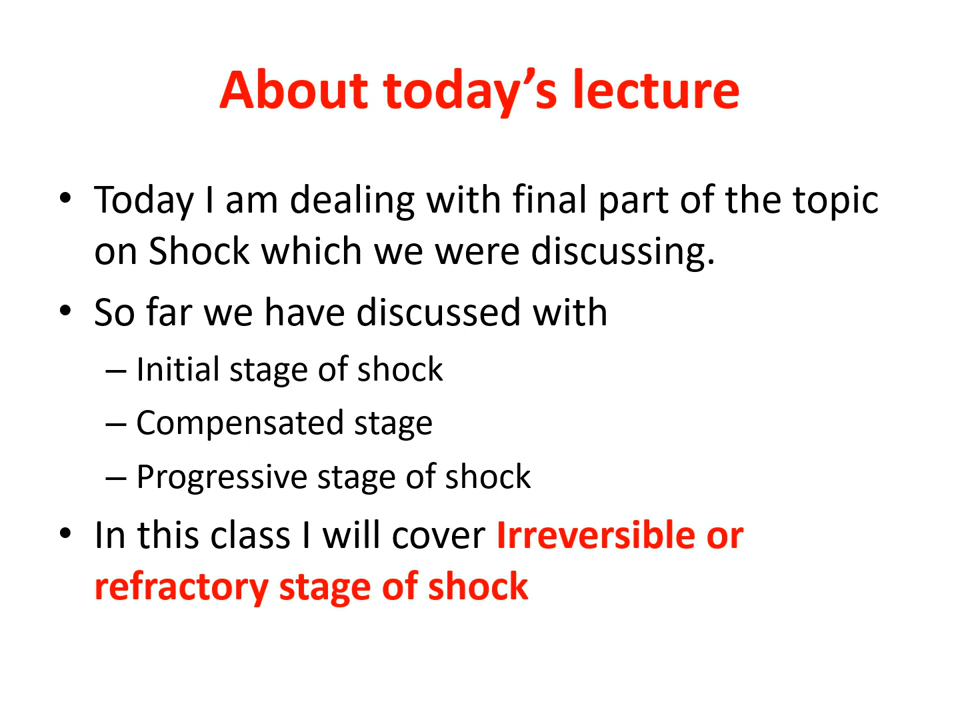 About today’s lecture
• Today I am dealing with final part of the topic
on Shock which we were discussing.
• So far we have discussed with
– Initial stage of shock
– Compensated stage
– Progressive stage of shock
• In this class I will cover Irreversible or
refractory stage of shock